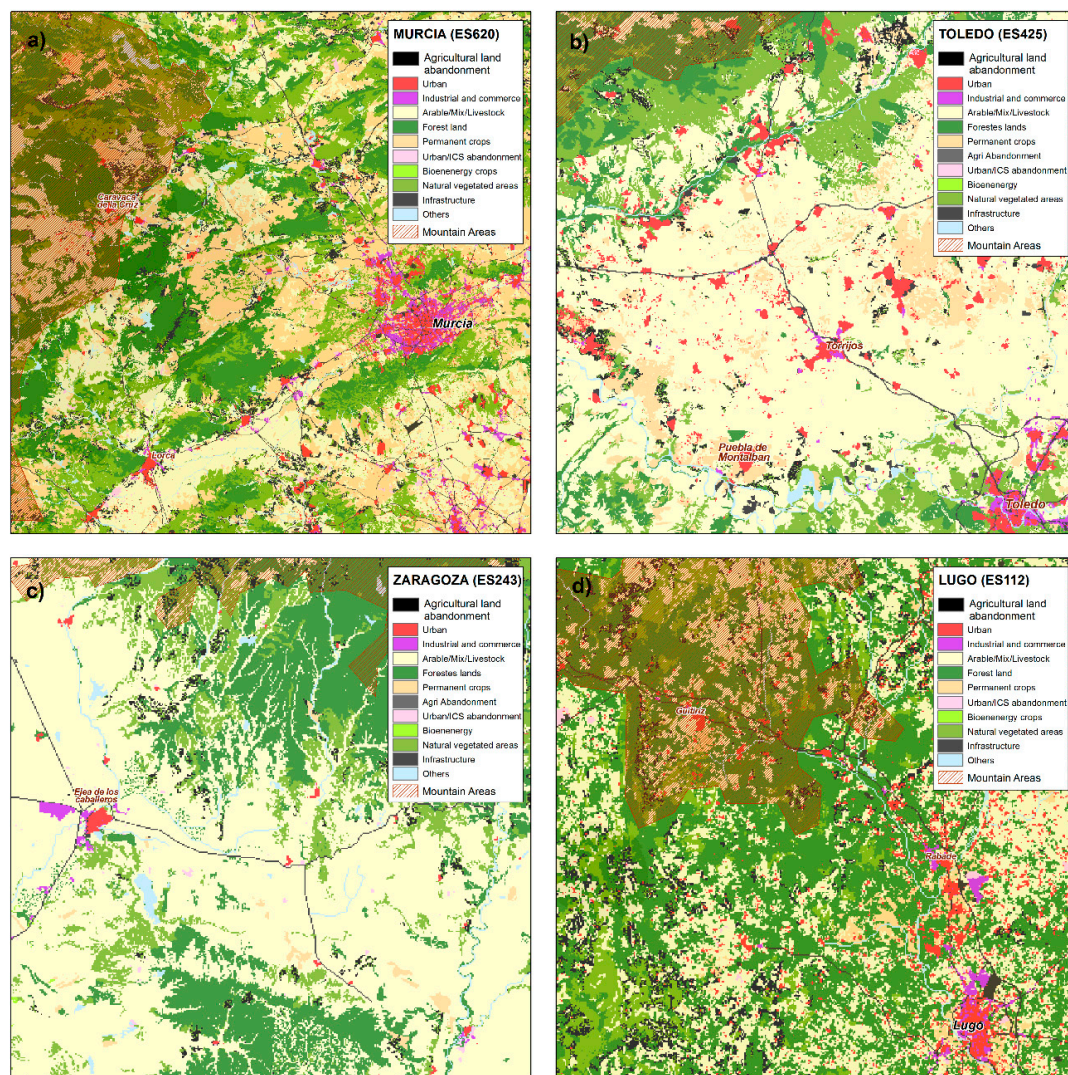 a)
MURCIA (ES620)
Agricultural land
abandonment
Urban
Industrial and commerce
Arable/Mix/Livestock
Forest land
Permanent crops
Urban/ICS abandonment
Bioenergy crops
Natural vegetated areas
Infrastructure
Others
Mountain Areas
Caravaca
de la Cruz
Murcia
Lorca
b)
TOLEDO (ES425)
Agricultural land
abandonment
Urban
Industrial and commerce
Arable/Mix/Livestock
Forestes lands
Permanent crops
Agri Abandonment
Urban/ICS abandonment
Bioenergy
Natural vegetated areas
Infrastructure
Others
Mountain Areas
Torrijos
Puebla de
Montalban
Toledo
c)
ZARAGOZA (ES243)
Agricultural land
abandonment
Urban
Industrial and commerce
Arable/Mix/Livestock
Forestes lands
Permanent crops
Agri Abandonment
Urban/ICS abandonment
Bioenergy
Natural vegetated areas
Infrastructure
Others
Mountain Areas
Ejea de los
caballeros
d)
LUGO (ES112)
Agricultural land
abandonment
Urban
Industrial and commerce
Arable/Mix/Livestock
Forest land
Permanent crops
Urban/ICS abandonment
Bioenergy crops
Natural vegetated areas
Infrastructure
Others
Mountain Areas
Guitiriz
Rabade
Lugo